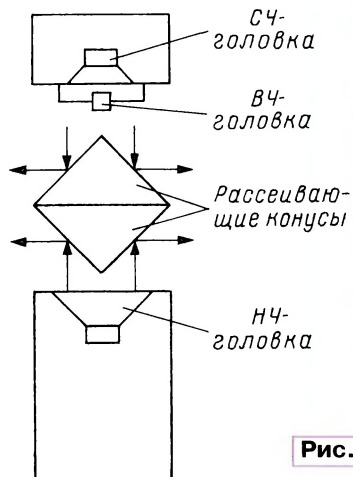 СЧ-
головка
ВЧ-
головка
Рассеиваю-
щие конусы
НЧ-
головка
Рис.